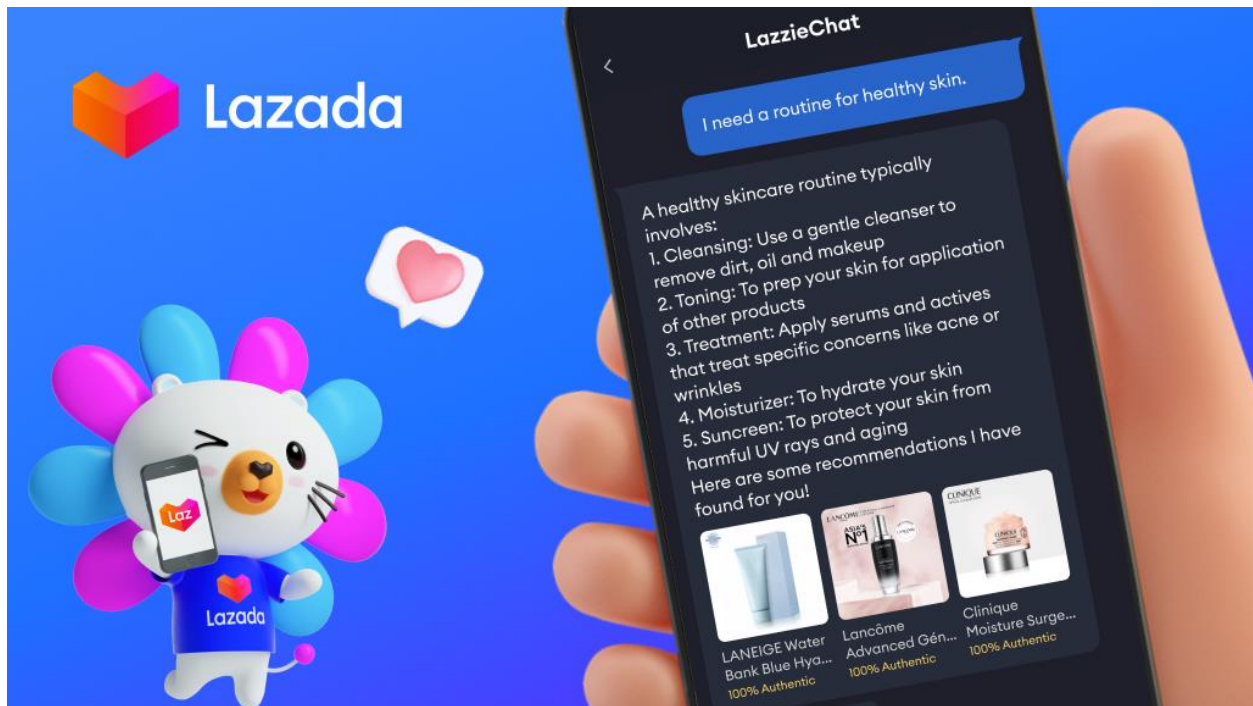 Lazada
LazzieChat
I need a routine for healthy skin.
A healthy skincare routine typically
involves:
1. Cleansing: Use a gentle cleanser to
remove dirt, oil and makeup
2. Toning: To prep your skin for application
of other products
3. Treatment: Apply serums and actives
that treat specific concerns like acne or
wrinkles
4. Moisturizer: To hydrate your skin
5. Suncreen: To protect your skin from
harmful UV rays and aging
Here are some recommendations I have
found for you!
LANCÔME
ASIA'S
N°1
CLINIQUE
LANEIGE Water
Bank Blue Hya...
100% Authentic
Lancôme
Advanced Gén...
100% Authentic
Clinique
Moisture Surge...
100% Authentic
Laz
Lazada